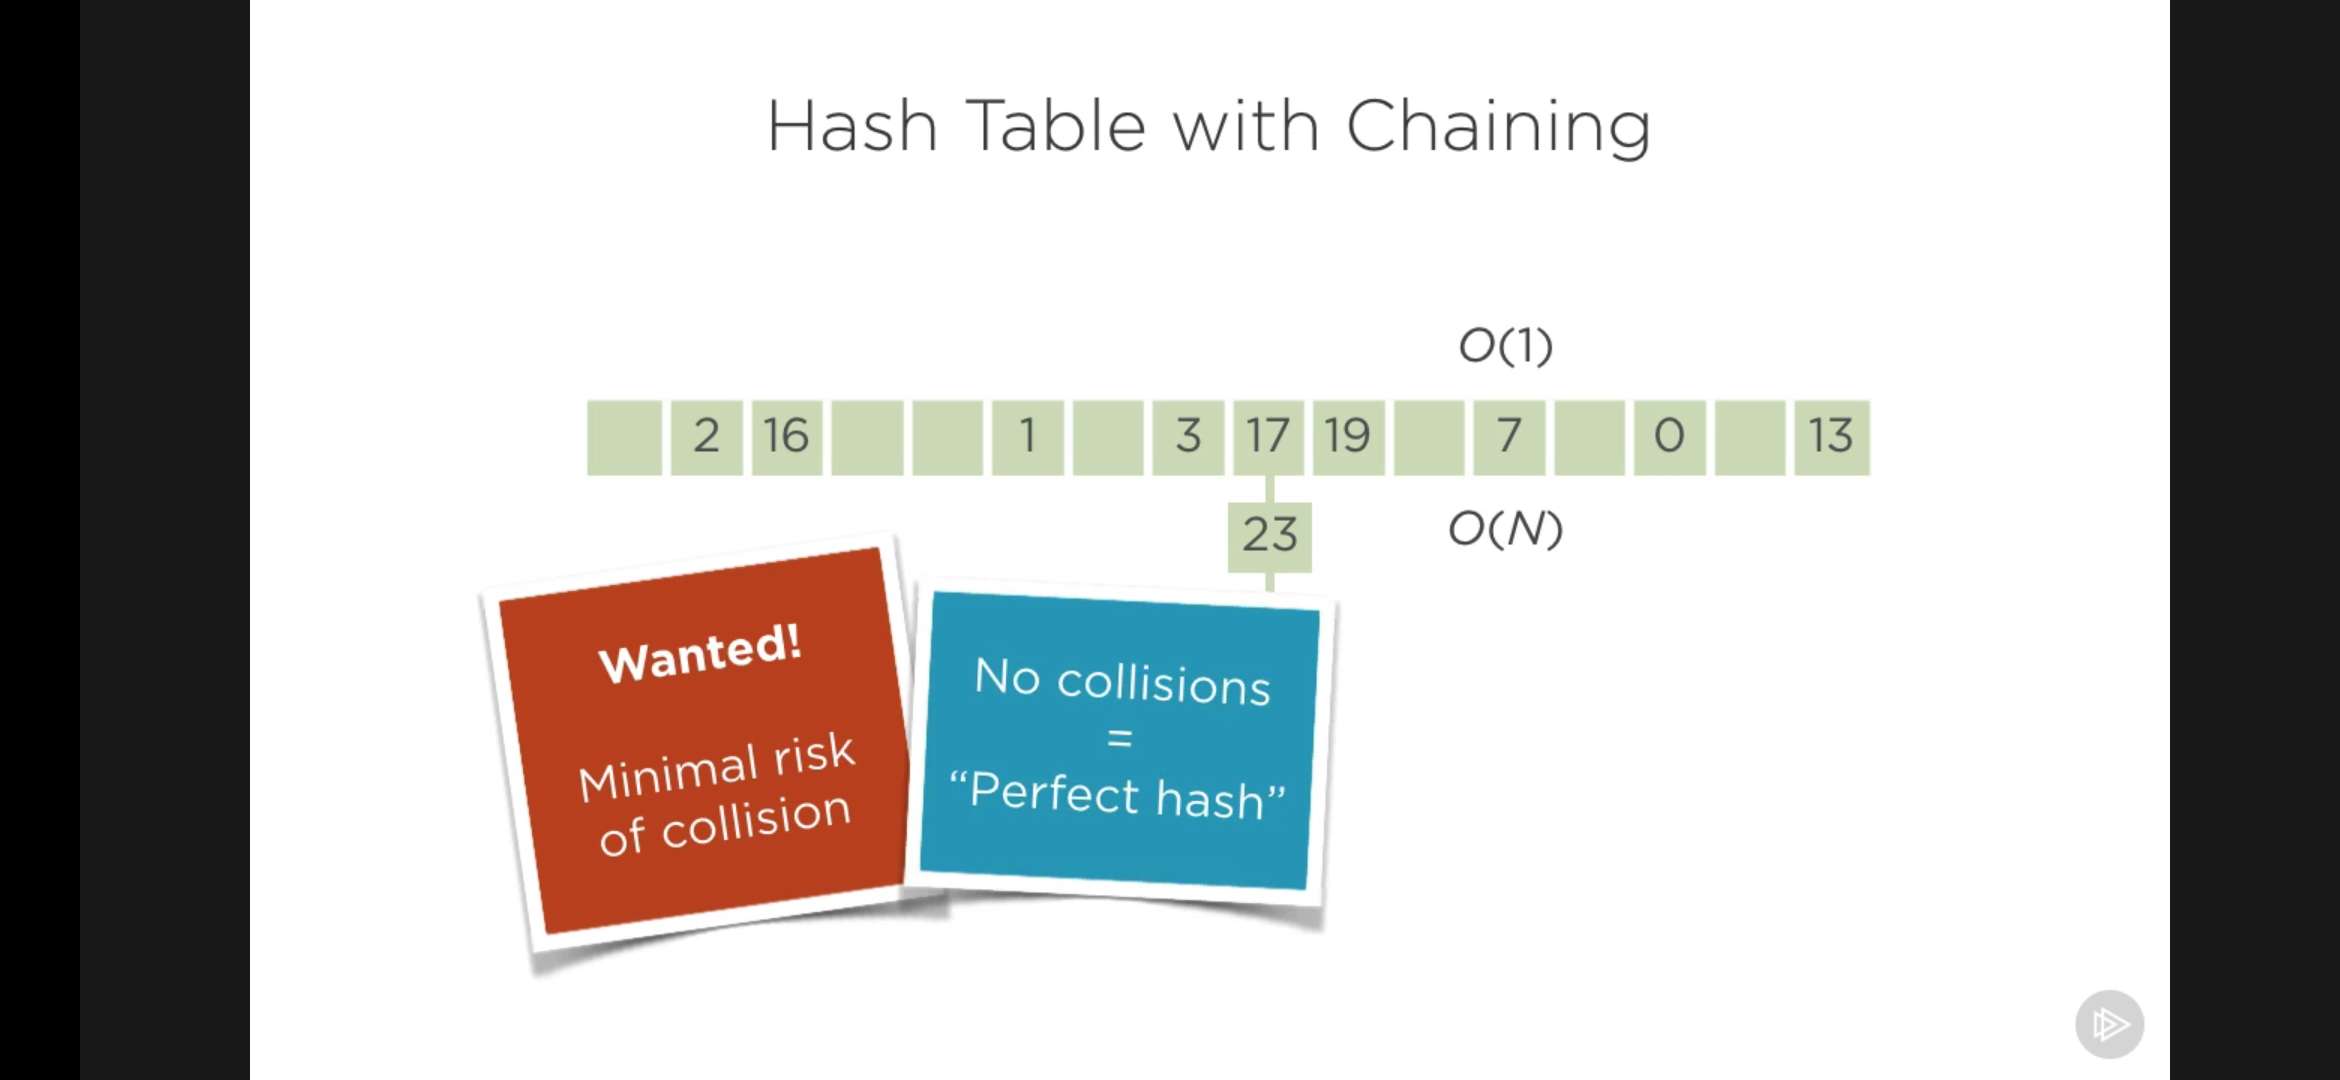 Hash Table with Chaining
O(1)
2 16 1 3 17 19 7 0 13
23
O(N)
Wanted!
Minimal risk
of collision
No collisions
=
“Perfect hash”